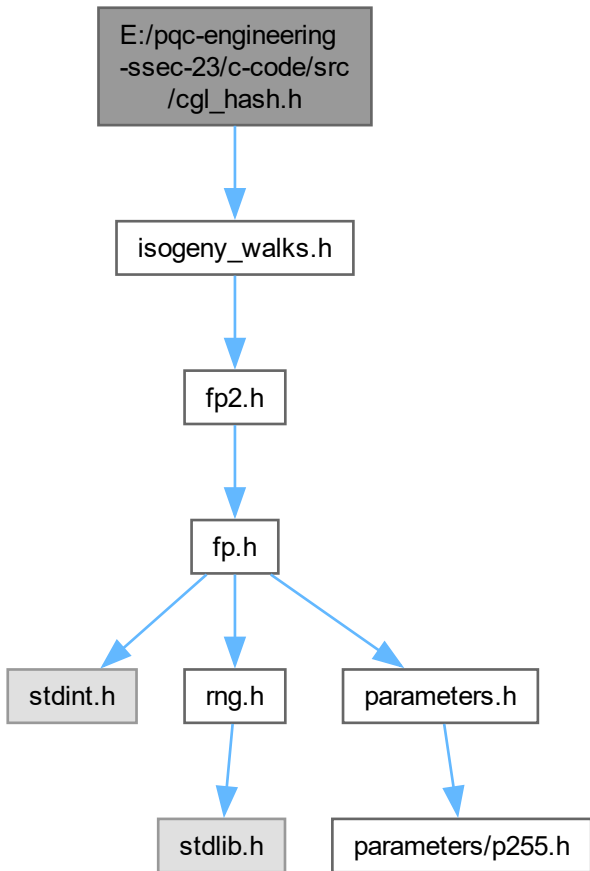 E:/pqc-engineering
-ssec-23/c-code/src
/cgl_hash.h
isogeny_walks.h
fp2.h
fp.h
stdint.h
rng.h
parameters.h
stdlib.h
parameters/p255.h